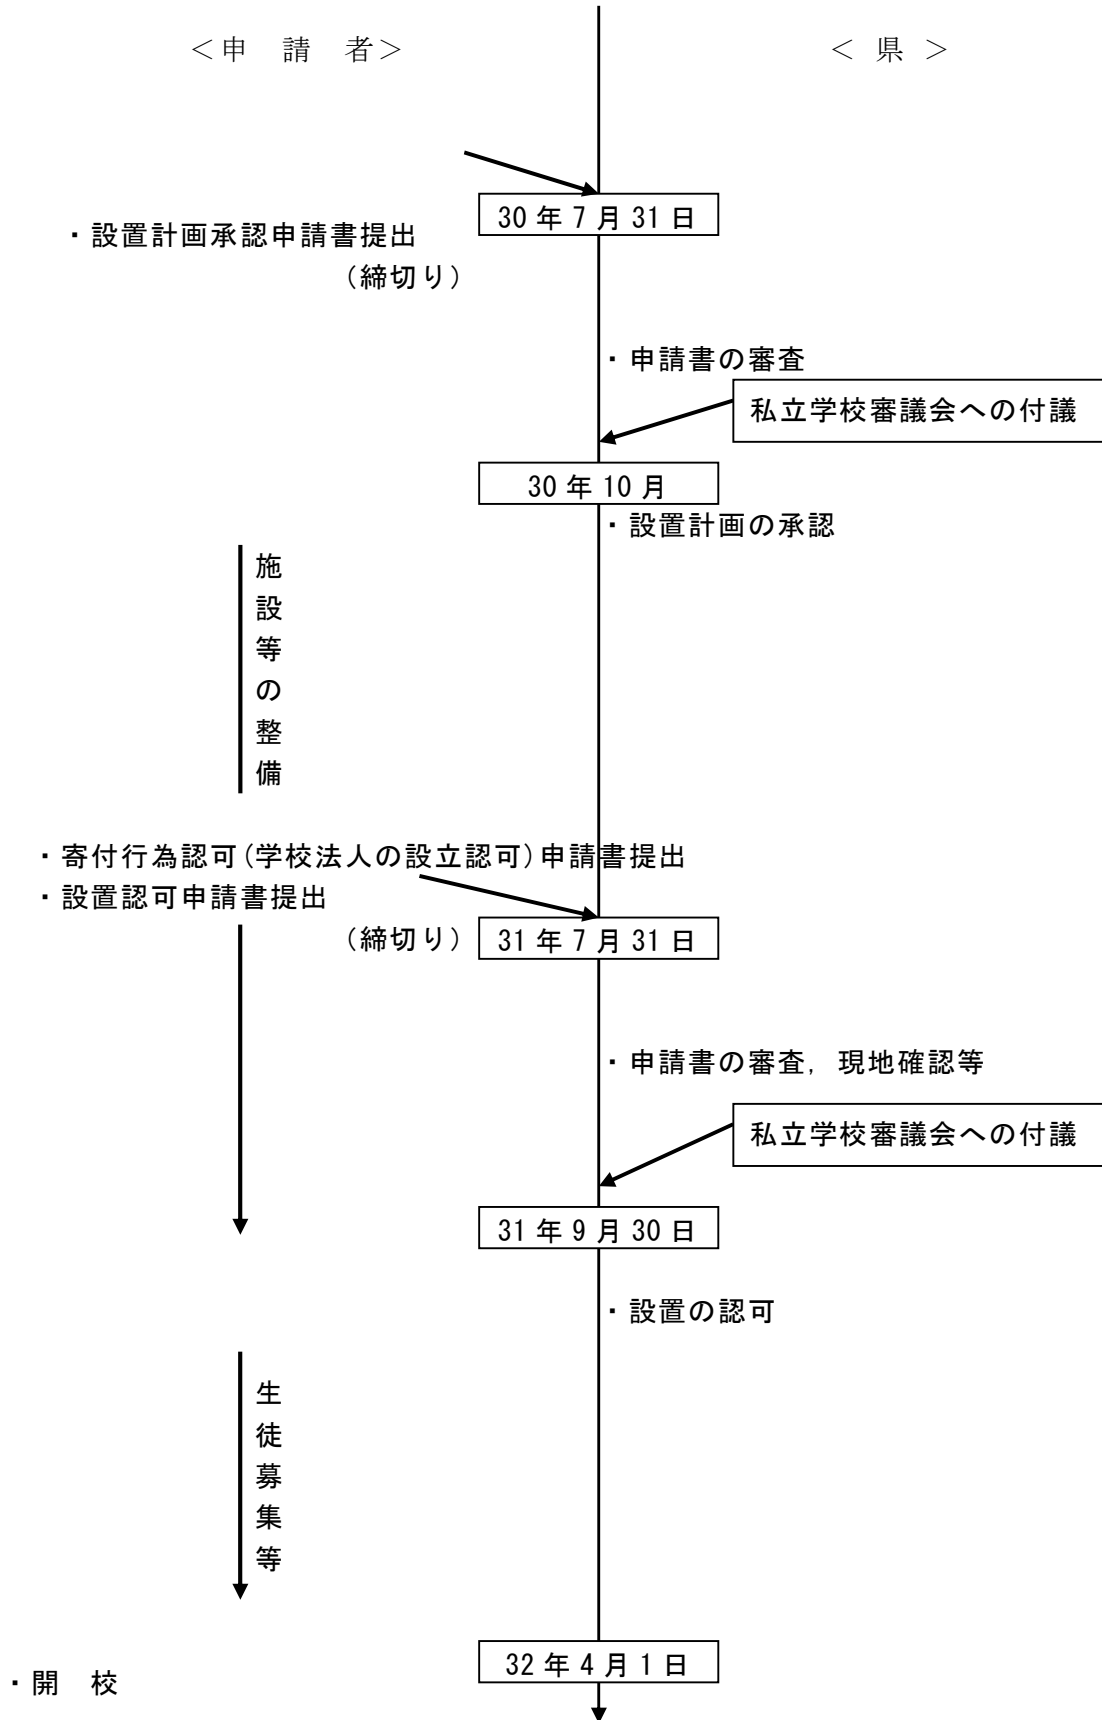 ＜申　請　者＞
＜ 県 ＞
30 年 7 月 31 日
・設置計画承認申請書提出
（締切り）
・申請書の審査
私立学校審議会への付議
30 年 10 月
・設置計画の承認
施設等の整備
・寄付行為認可(学校法人の設立認可)申請書提出
・設置認可申請書提出
（締切り）
31 年 7 月 31 日
・申請書の審査，現地確認等
私立学校審議会への付議
31 年 9 月 30 日
・設置の認可
生徒募集等
32 年 4 月 1 日
・開　校